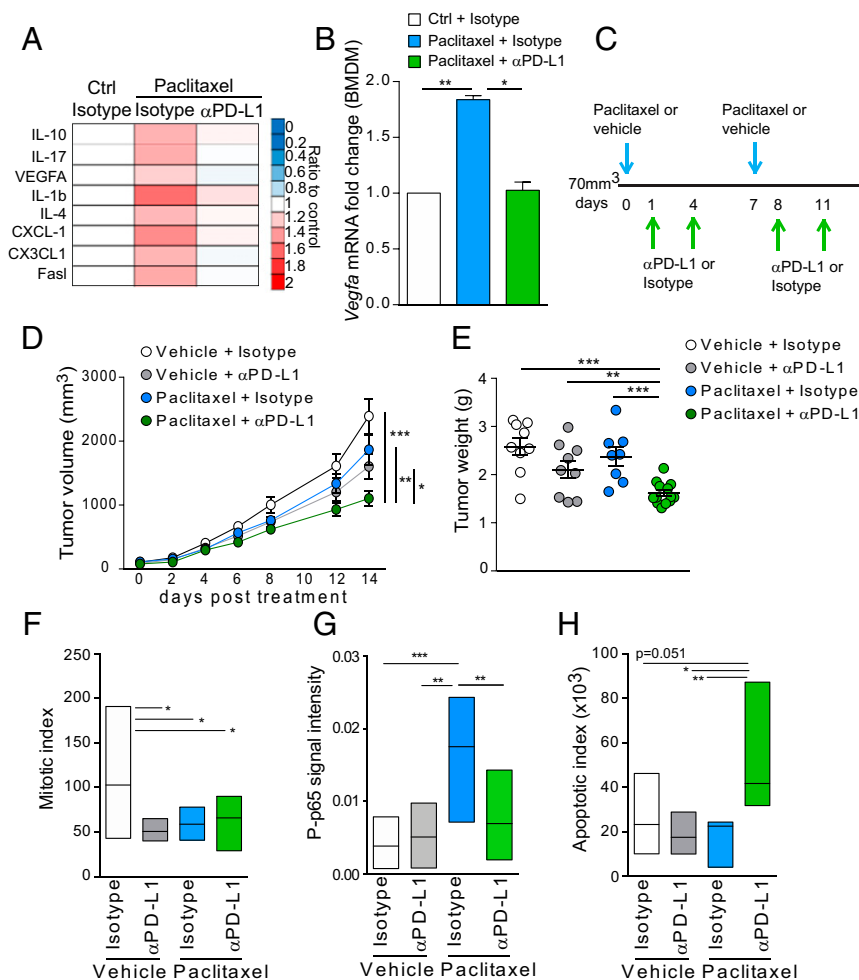 A
Ctrl
Paclitaxel
Isotype
Isotype
αPD-L1
IL-10
IL-17
VEGFA
IL-1b
IL-4
CXCL-1
CX3CL1
Fasl
0
0.2
0.4
0.6
0.8
1
1.2
1.4
1.6
1.8
2
Ratio to control
B
Ctrl + Isotype
Paclitaxel + Isotype
Paclitaxel + αPD-L1
Vegfa mRNA fold change (BMDM)
2.0
1.5
1.0
0.0
**
*
C
Paclitaxel or
vehicle
Paclitaxel or
vehicle
70mm3
days
0
1
4
7
8
11
αPD-L1 or
Isotype
αPD-L1 or
Isotype
D
Vehicle + Isotype
Vehicle + αPD-L1
Paclitaxel + Isotype
Paclitaxel + αPD-L1
Tumor volume (mm3)
3000
2000
1000
0
0 2 4 6 8 10 12 14
days post treatment
***
**
*
E
Vehicle + Isotype
Vehicle + αPD-L1
Paclitaxel + Isotype
Paclitaxel + αPD-L1
Tumor weight (g)
4
3
2
1
0
***
**
***
F
Mitotic index
250
200
150
100
50
0
*
*
*
Isotype
αPD-L1
Isotype
αPD-L1
Vehicle Paclitaxel
G
P-p65 signal intensity
0.03
0.02
0.01
0.00
***
**
**
Isotype
αPD-L1
Isotype
αPD-L1
Vehicle Paclitaxel
H
Apoptotic index (x103)
100
80
60
40
20
0
p=0.051
*
**
Isotype
αPD-L1
Isotype
αPD-L1
Vehicle Paclitaxel